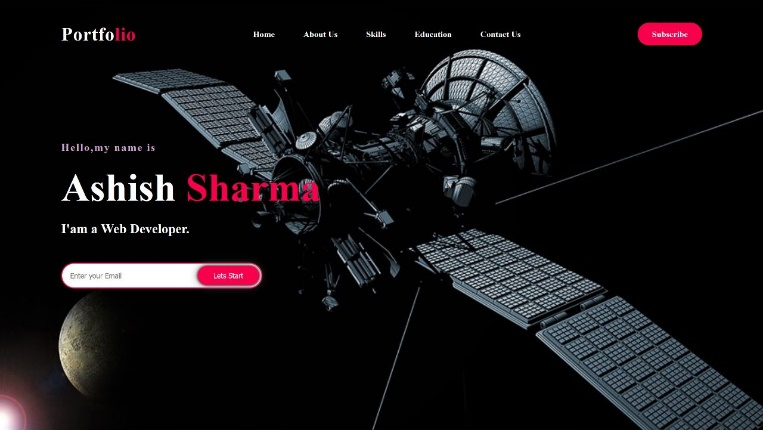 Portfolio
Home About Us Skills Education Contact Us
Subscribe
Hello,my name is
Ashish Sharma
I'am a Web Developer.
Enter your Email
Lets Start